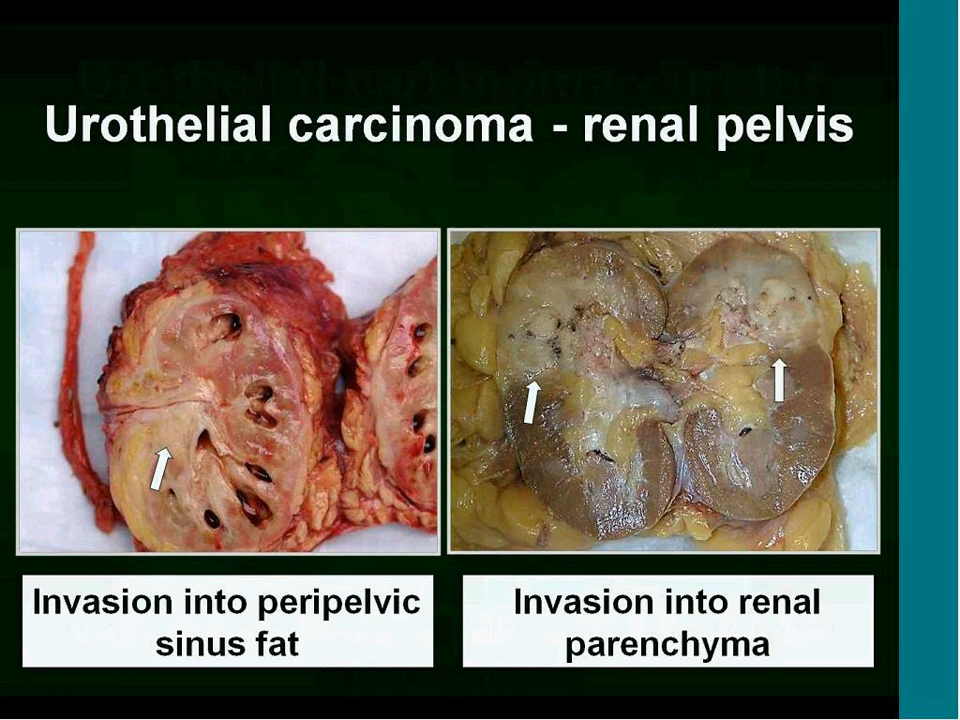 Urothelial carcinoma - renal pelvis
Invasion into peripelvic
sinus fat
Invasion into renal
parenchyma